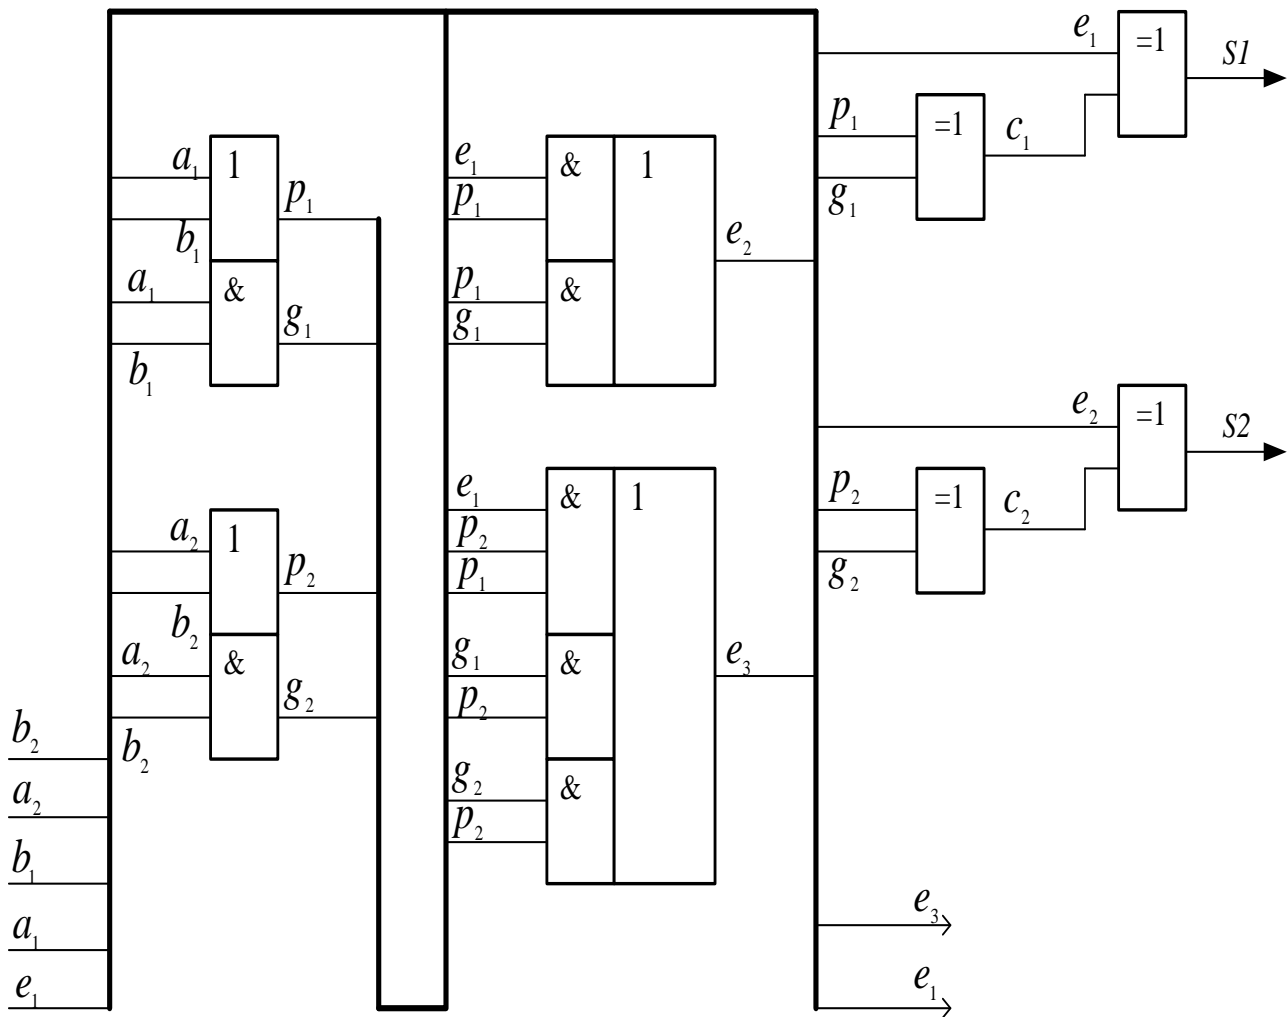 e₁
=1
S1
p₁
=1
c₁
g₁
a₁
1
p₁
b₁
a₁
&
g₁
b₁
e₁
&
1
p₁
e₂
p₁
&
g₁
e₂
=1
S2
p₂
=1
c₂
g₂
a₂
1
p₂
b₂
a₂
&
g₂
b₂
e₁
&
1
p₂
p₁
g₁
&
e₃
p₂
g₂
&
p₂
b₂
a₂
b₁
a₁
e₁
e₃
e₁